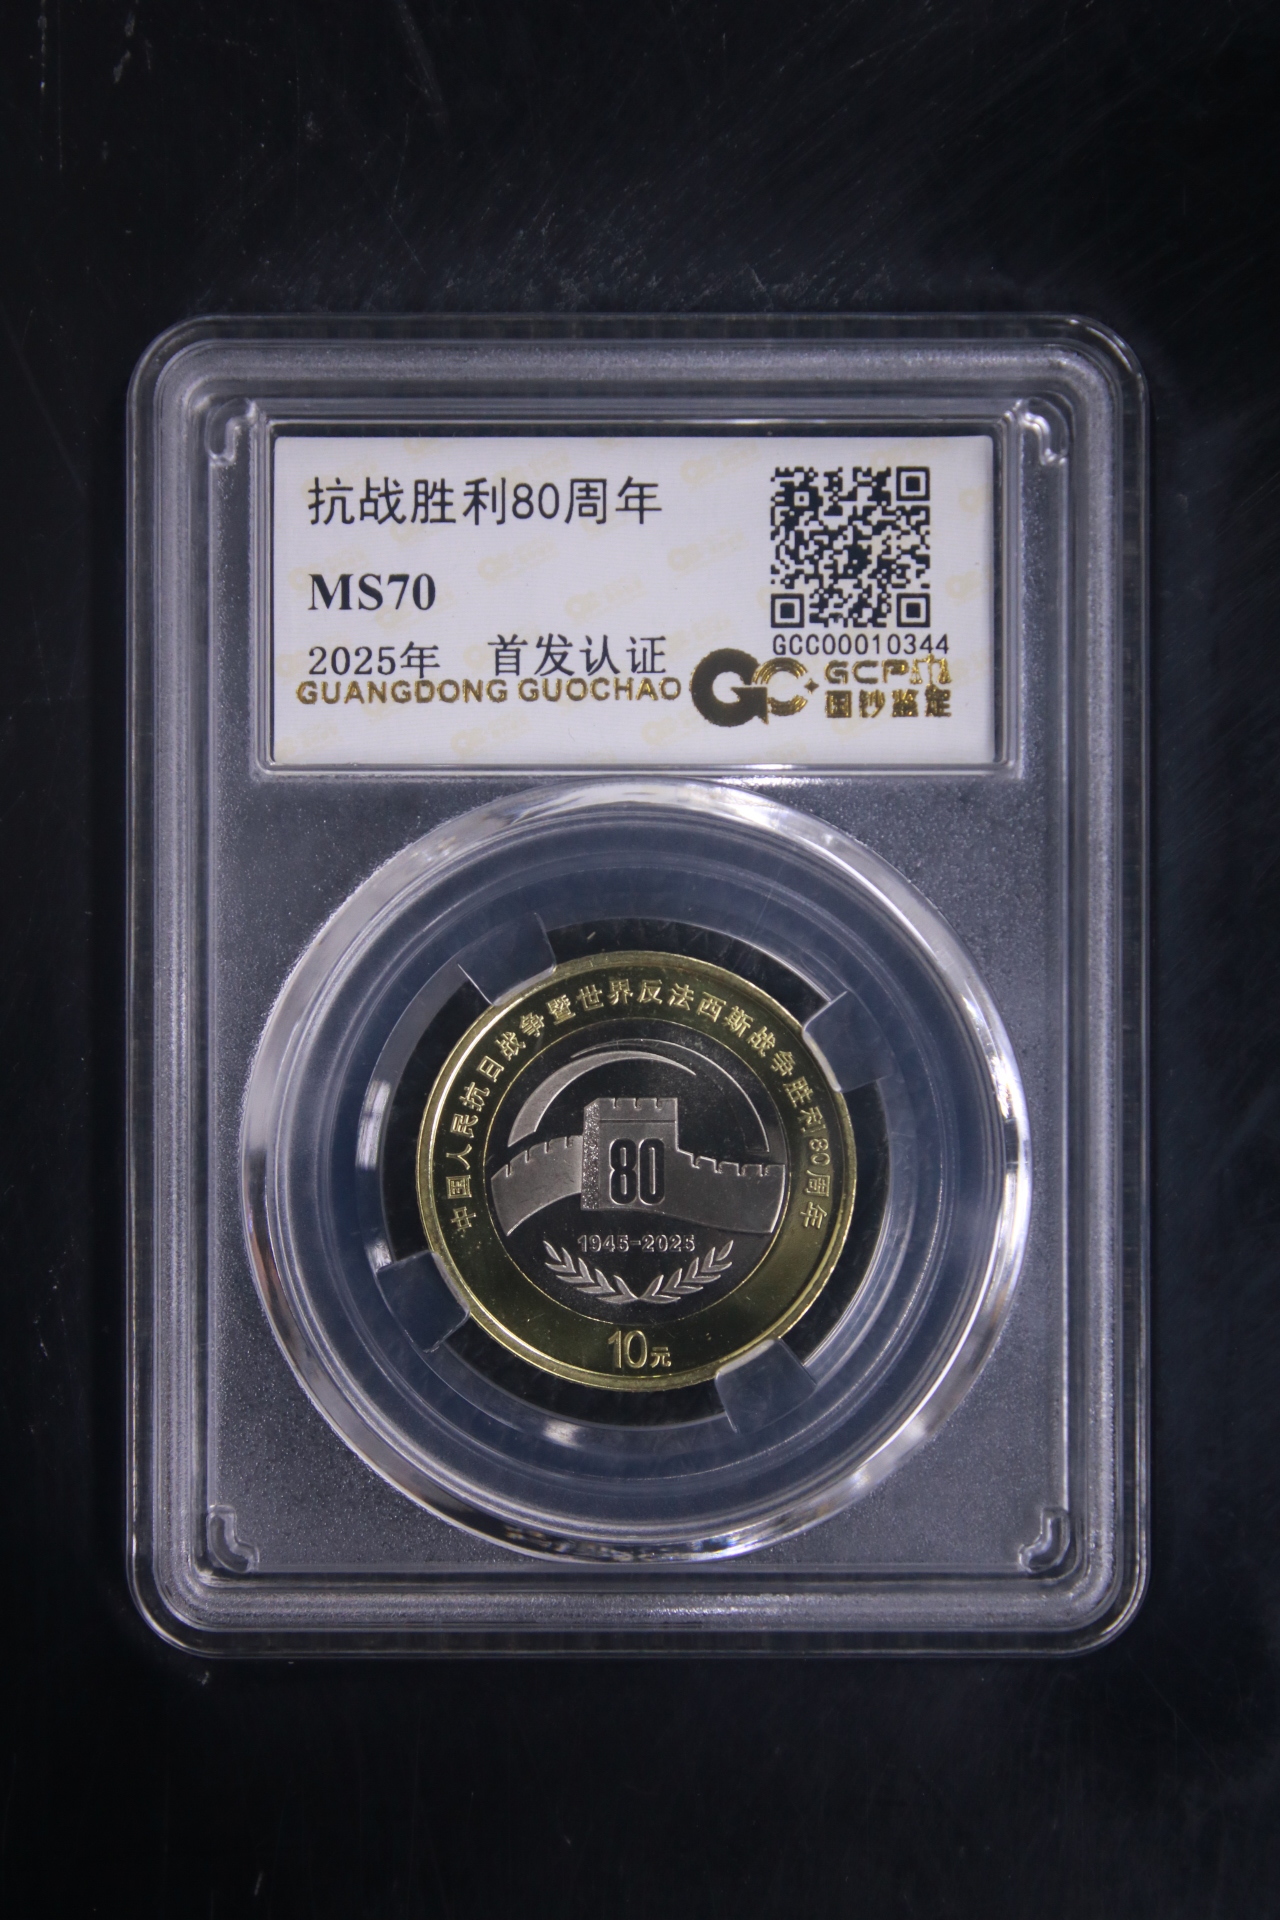 抗战胜利80周年
MS70
2025年 首发认证
GCC00010344
GUANGDONG GUOCHAO
GCP
国钞鉴定
中国人民抗日战争暨世界反法西斯战争胜利80周年
80
1945-2025
10元